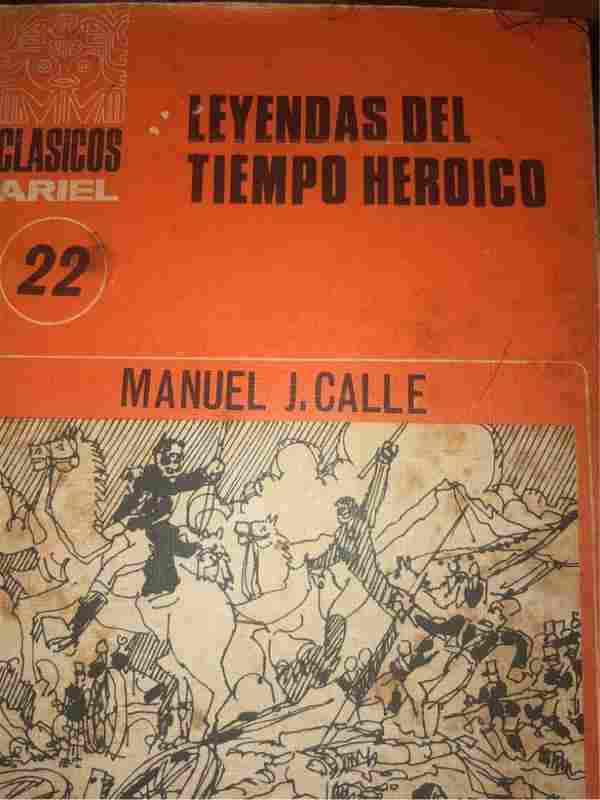 CLASICOS
ARIEL
22
LEYENDAS DEL
TIEMPO HEROICO
MANUEL J. CALLE